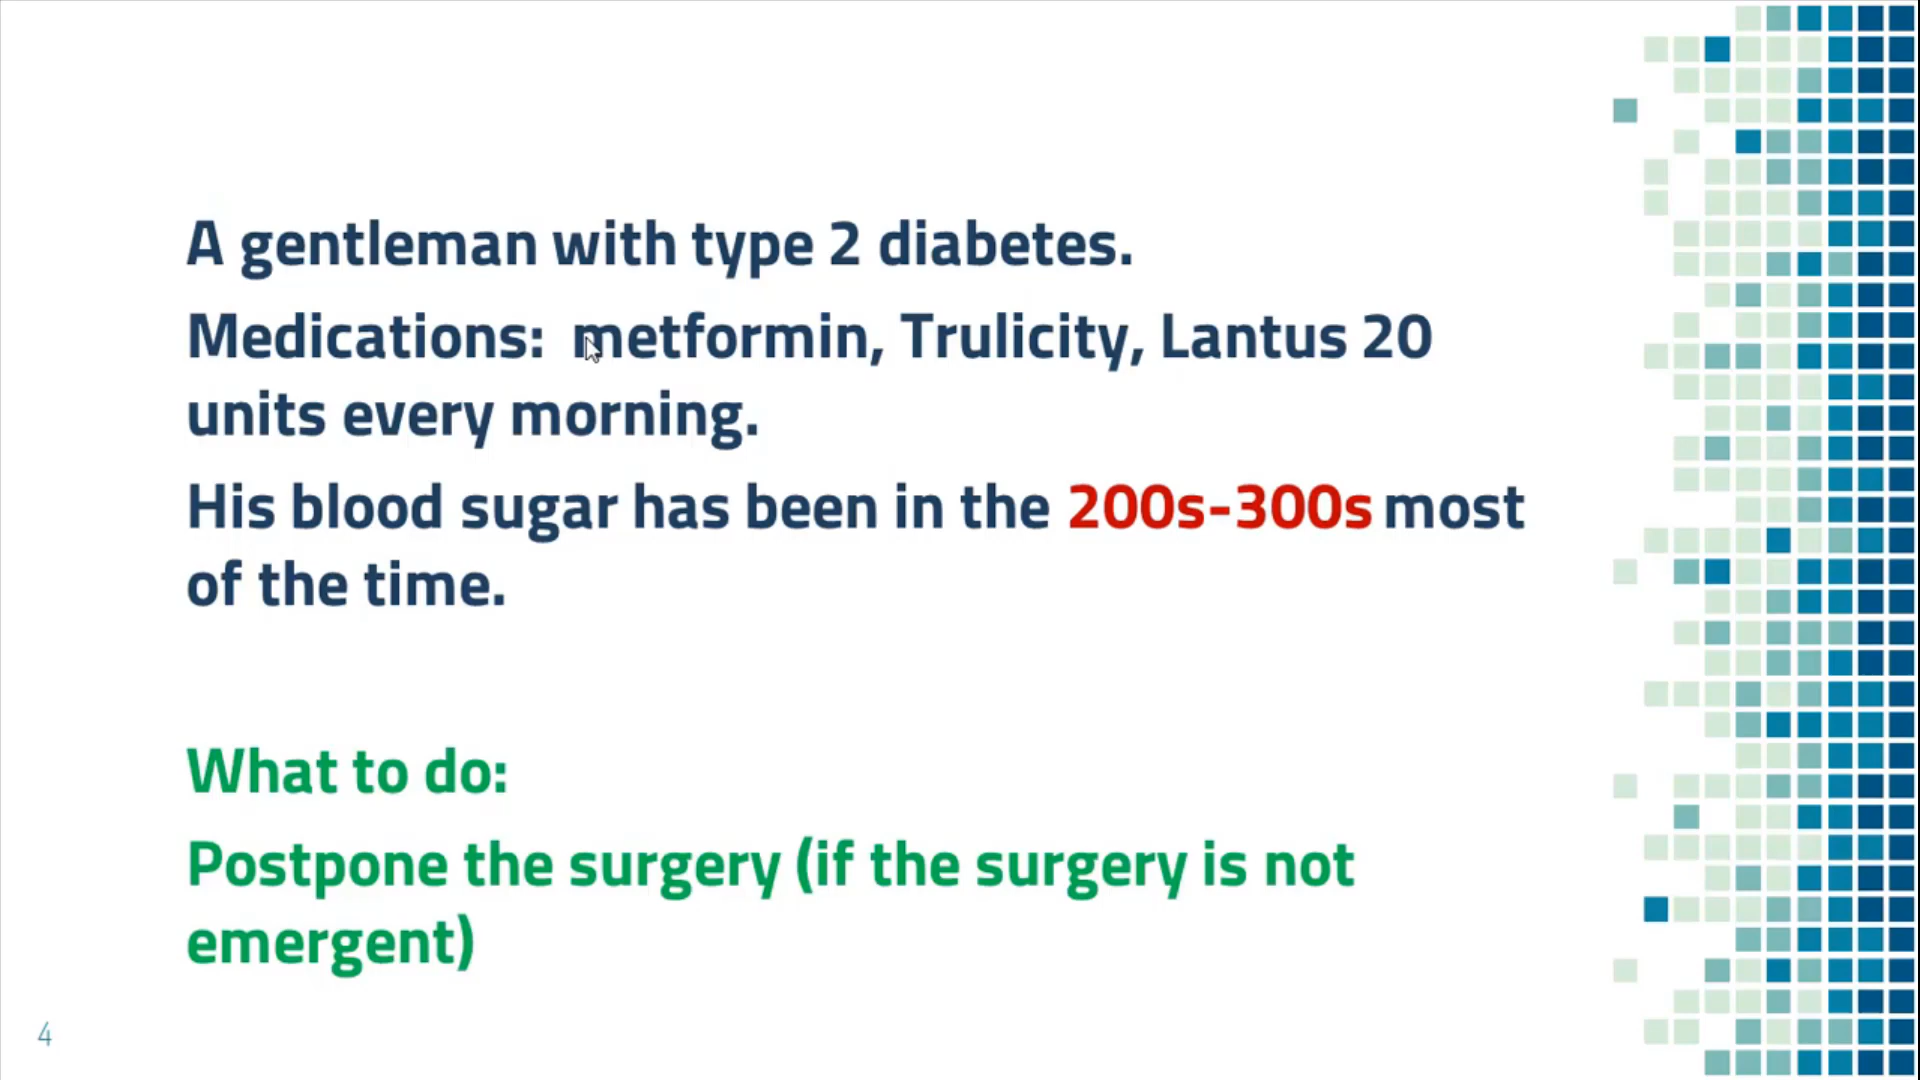 A gentleman with type 2 diabetes.
Medications: metformin, Trulicity, Lantus 20
units every morning.
His blood sugar has been in the 200s-300s most
of the time.
What to do:
Postpone the surgery (if the surgery is not
emergent)
4